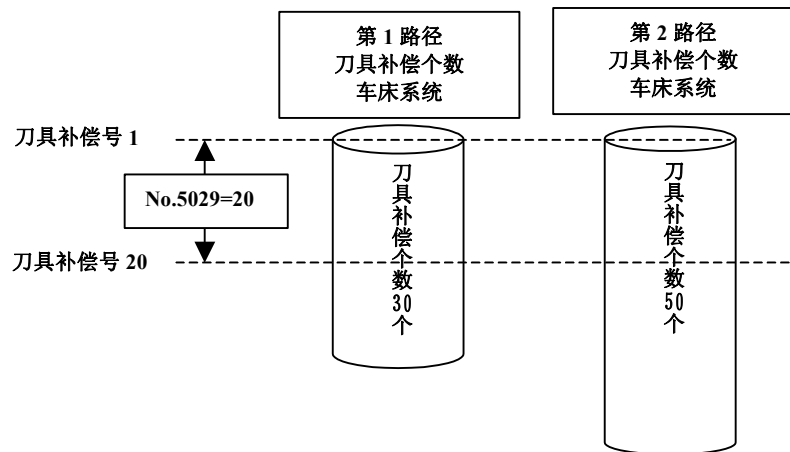 第 1 路径
刀具补偿个数
车床系统
第 2 路径
刀具补偿个数
车床系统
刀具补偿号 1
No.5029=20
刀具补偿号 20
刀具补偿个数30个
刀具补偿个数50个